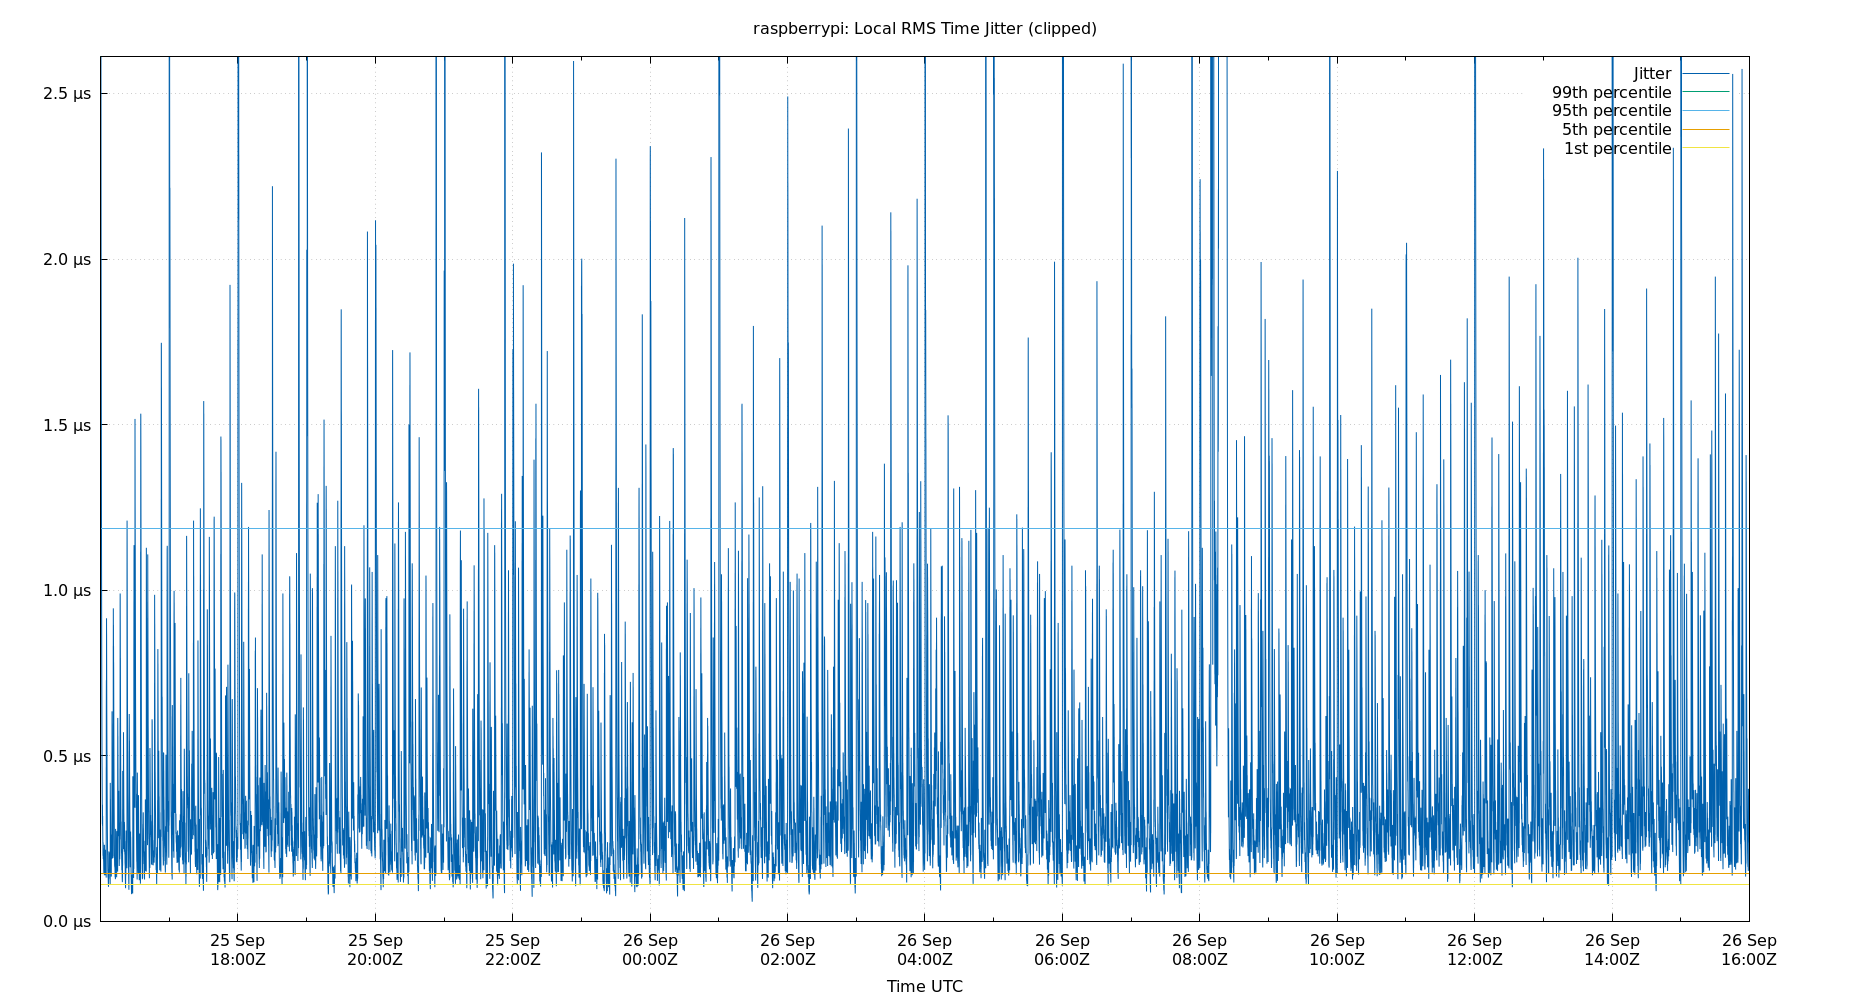 raspberrypi: Local RMS Time Jitter (clipped)
Jitter
99th percentile
95th percentile
5th percentile
1st percentile
2.5 μs
2.0 μs
1.5 μs
1.0 μs
0.5 μs
0.0 μs
25 Sep
18:00Z
25 Sep
20:00Z
25 Sep
22:00Z
26 Sep
00:00Z
26 Sep
02:00Z
26 Sep
04:00Z
26 Sep
06:00Z
26 Sep
08:00Z
26 Sep
10:00Z
26 Sep
12:00Z
26 Sep
14:00Z
26 Sep
16:00Z
Time UTC